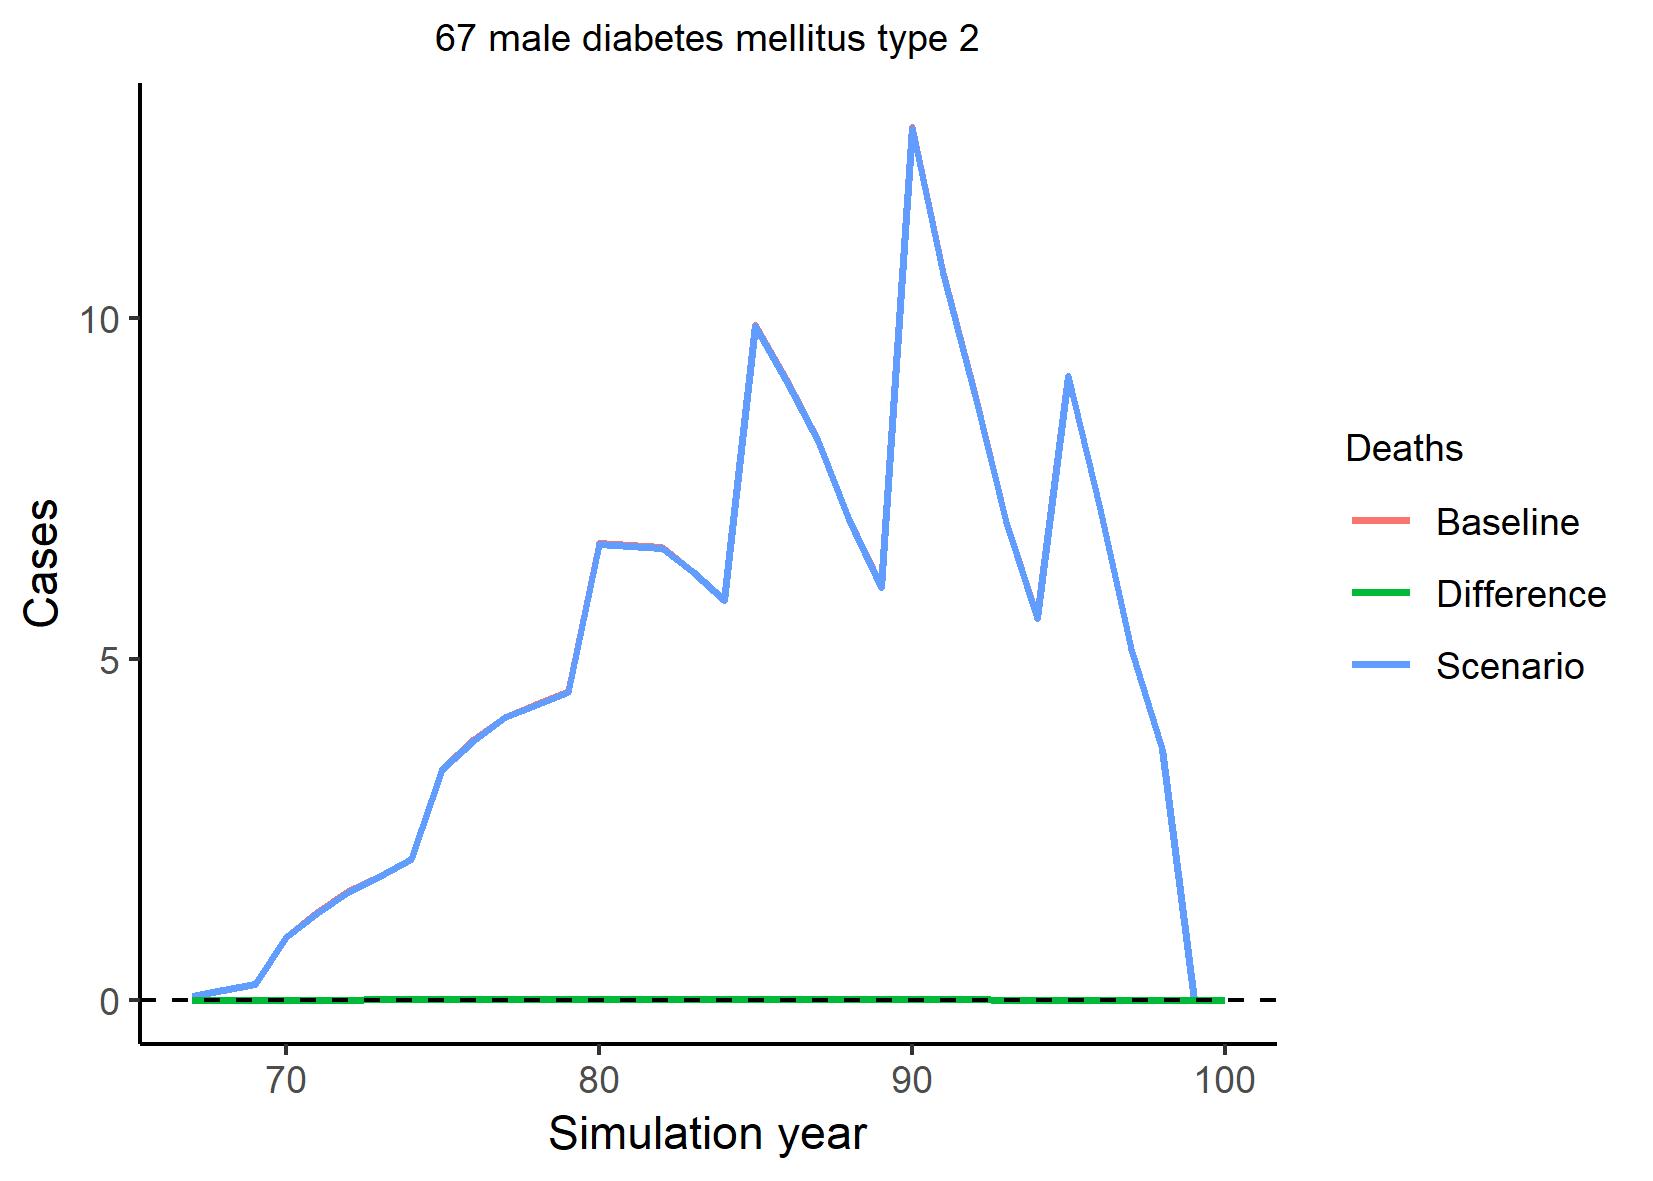 67 male diabetes mellitus type 2
Cases
10
5
0
70 80 90 100
Simulation year
Deaths
Baseline
Difference
Scenario